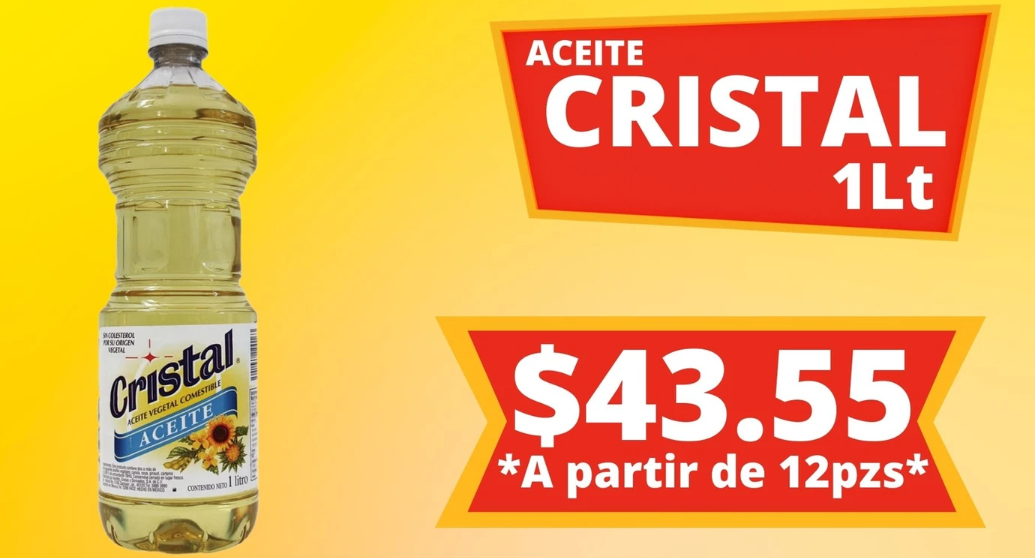 ACEITE
CRISTAL
1Lt
$43.55
*A partir de 12pzs*
SIN COLESTEROL
POR SU ORIGEN
VEGETAL
Cristal
ACEITE VEGETAL COMESTIBLE
ACEITE
CONTENIDO NETO 1 litro